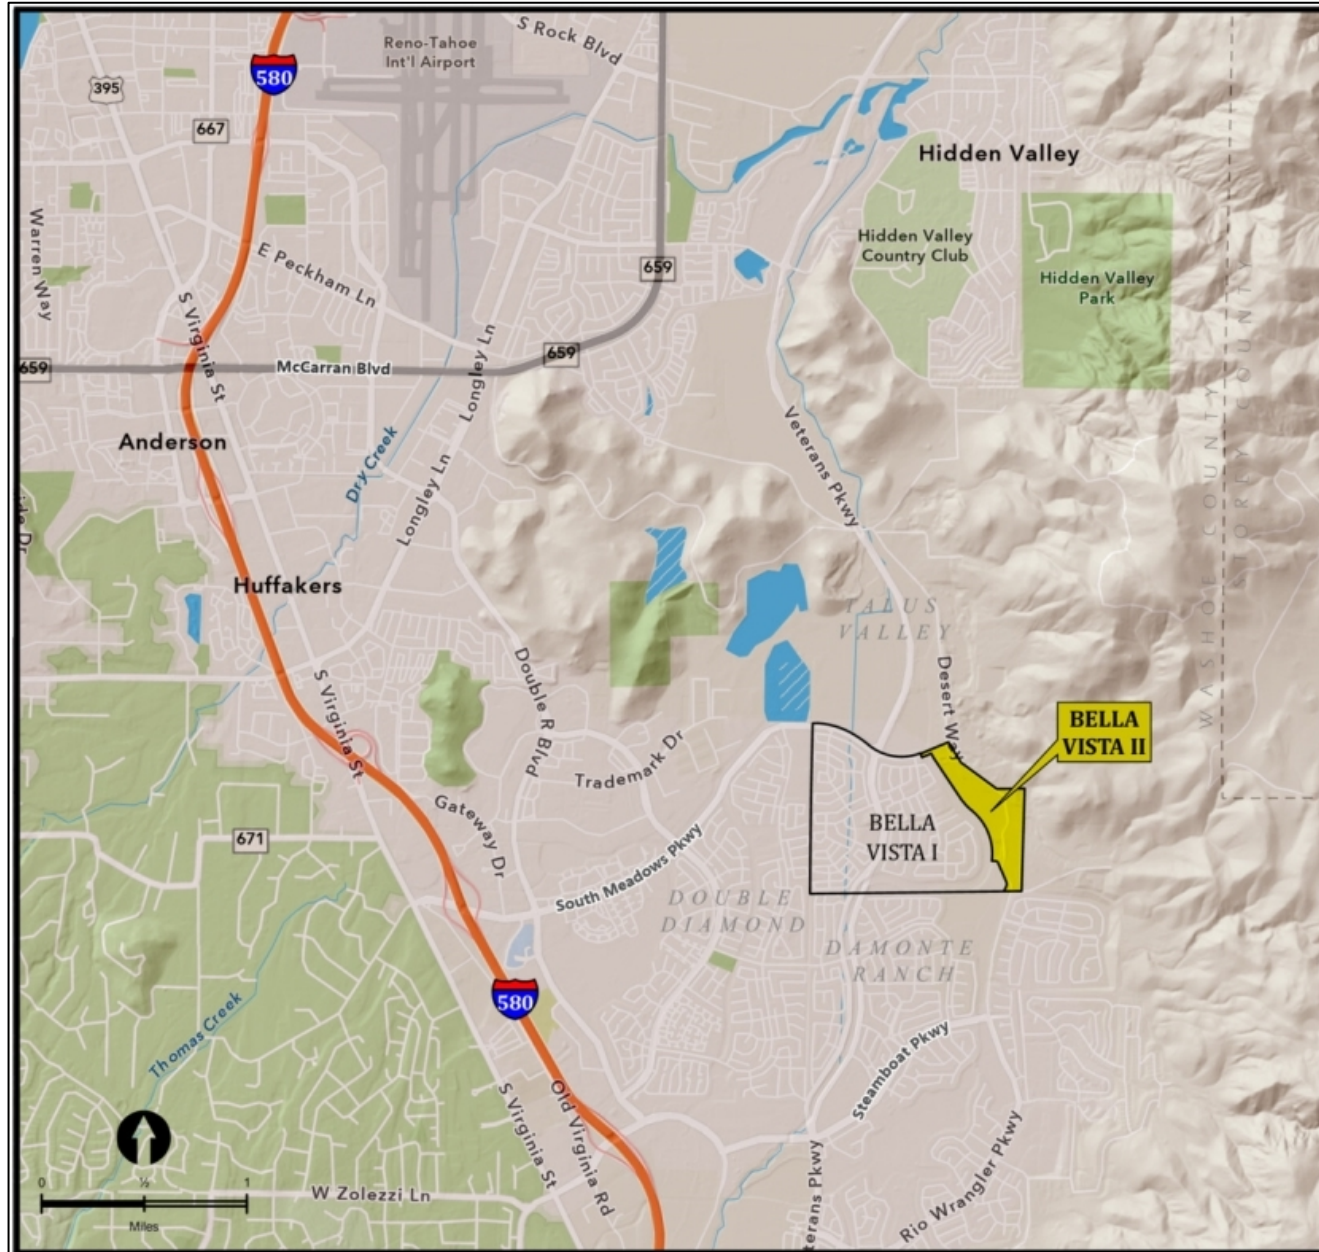 S Rock Blvd
Reno-Tahoe
Int'l Airport
580
395
667
Hidden Valley
Warren Way
E Peckham Ln
Hidden Valley
Country Club
659
Hidden Valley
Park
S Virginia St
659
McCarran Blvd
659
Longley Ln
Anderson
Dry Creek
Longley Ln
Veterans Pkwy
WASHOE COUNTY
STOREY COUNTY
Huffakers
VALLEY
Double R Blvd
Desert Way
S Virginia St
BELLA
VISTA II
Trademark Dr
Gateway Dr
671
BELLA
VISTA I
South Meadows Pkwy
DOUBLE
DIAMOND
DAMONTE
RANCH
580
Thomas Creek
Steamboat Pkwy
S Virginia St
Old Virginia Rd
terans Pkwy
Rio Wrangler Pkwy
0 ½ 1
Miles
W Zolezzi Ln